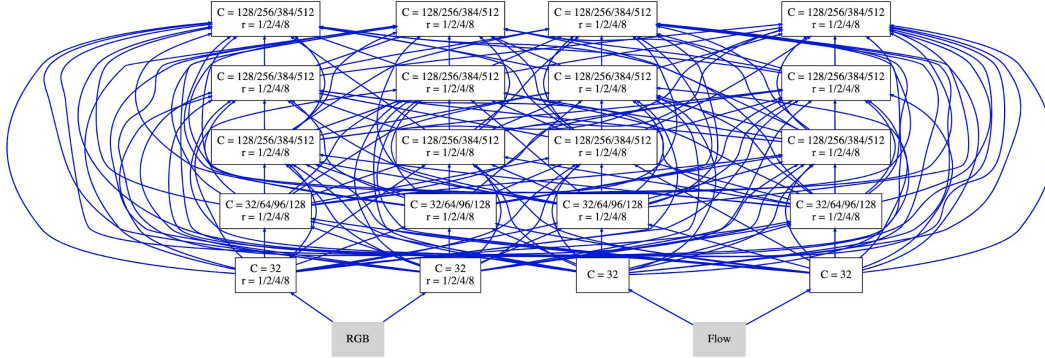 C = 128/256/384/512
r = 1/2/4/8
C = 128/256/384/512
r = 1/2/4/8
C = 128/256/384/512
r = 1/2/4/8
C = 128/256/384/512
r = 1/2/4/8
C = 128/256/384/512
r = 1/2/4/8
C = 128/256/384/512
r = 1/2/4/8
C = 128/256/384/512
r = 1/2/4/8
C = 128/256/384/512
r = 1/2/4/8
C = 128/256/384/512
r = 1/2/4/8
C = 128/256/384/512
r = 1/2/4/8
C = 128/256/384/512
r = 1/2/4/8
C = 128/256/384/512
r = 1/2/4/8
C = 32/64/96/128
r = 1/2/4/8
C = 32/64/96/128
r = 1/2/4/8
C = 32/64/96/128
r = 1/2/4/8
C = 32/64/96/128
r = 1/2/4/8
C = 32
r = 1/2/4/8
C = 32
r = 1/2/4/8
C = 32
C = 32
RGB
Flow